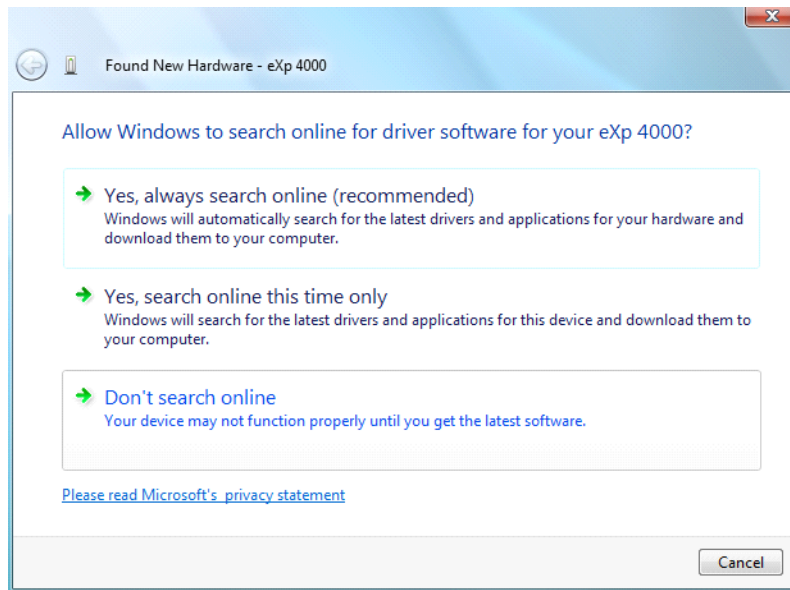 Found New Hardware - eXp 4000
Allow Windows to search online for driver software for your eXp 4000?
Yes, always search online (recommended)
Windows will automatically search for the latest drivers and applications for your hardware and
download them to your computer.
Yes, search online this time only
Windows will search for the latest drivers and applications for this device and download them to
your computer.
Don't search online
Your device may not function properly until you get the latest software.
Please read Microsoft's privacy statement
Cancel